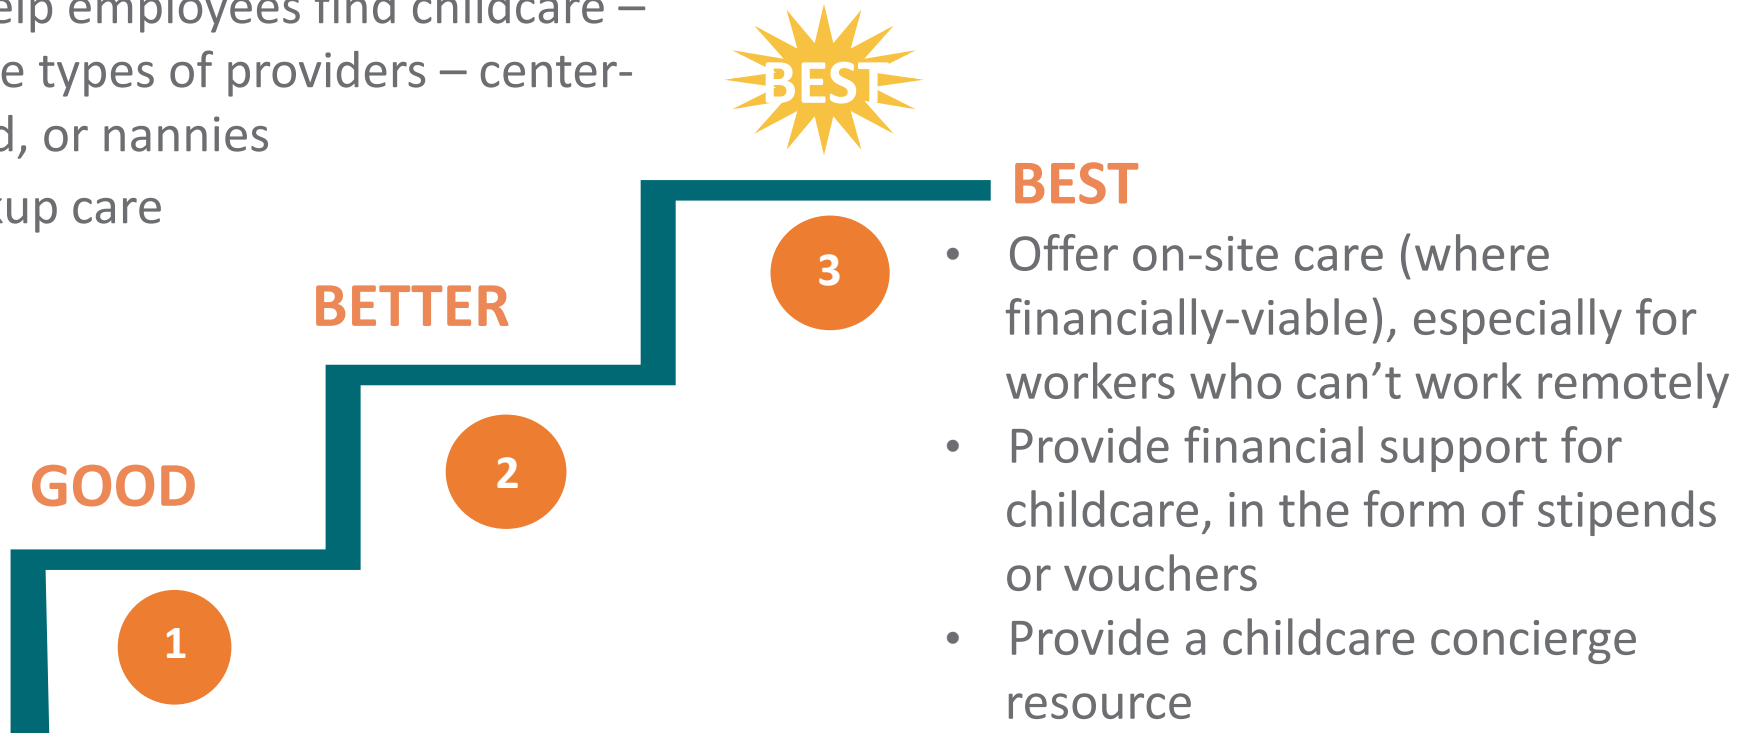 elp employees find childcare –
e types of providers – center-
d, or nannies
kup care
BEST
BEST
• Offer on-site care (where
financially-viable), especially for
workers who can’t work remotely
• Provide financial support for
childcare, in the form of stipends
or vouchers
• Provide a childcare concierge
resource
3
BETTER
2
GOOD
1